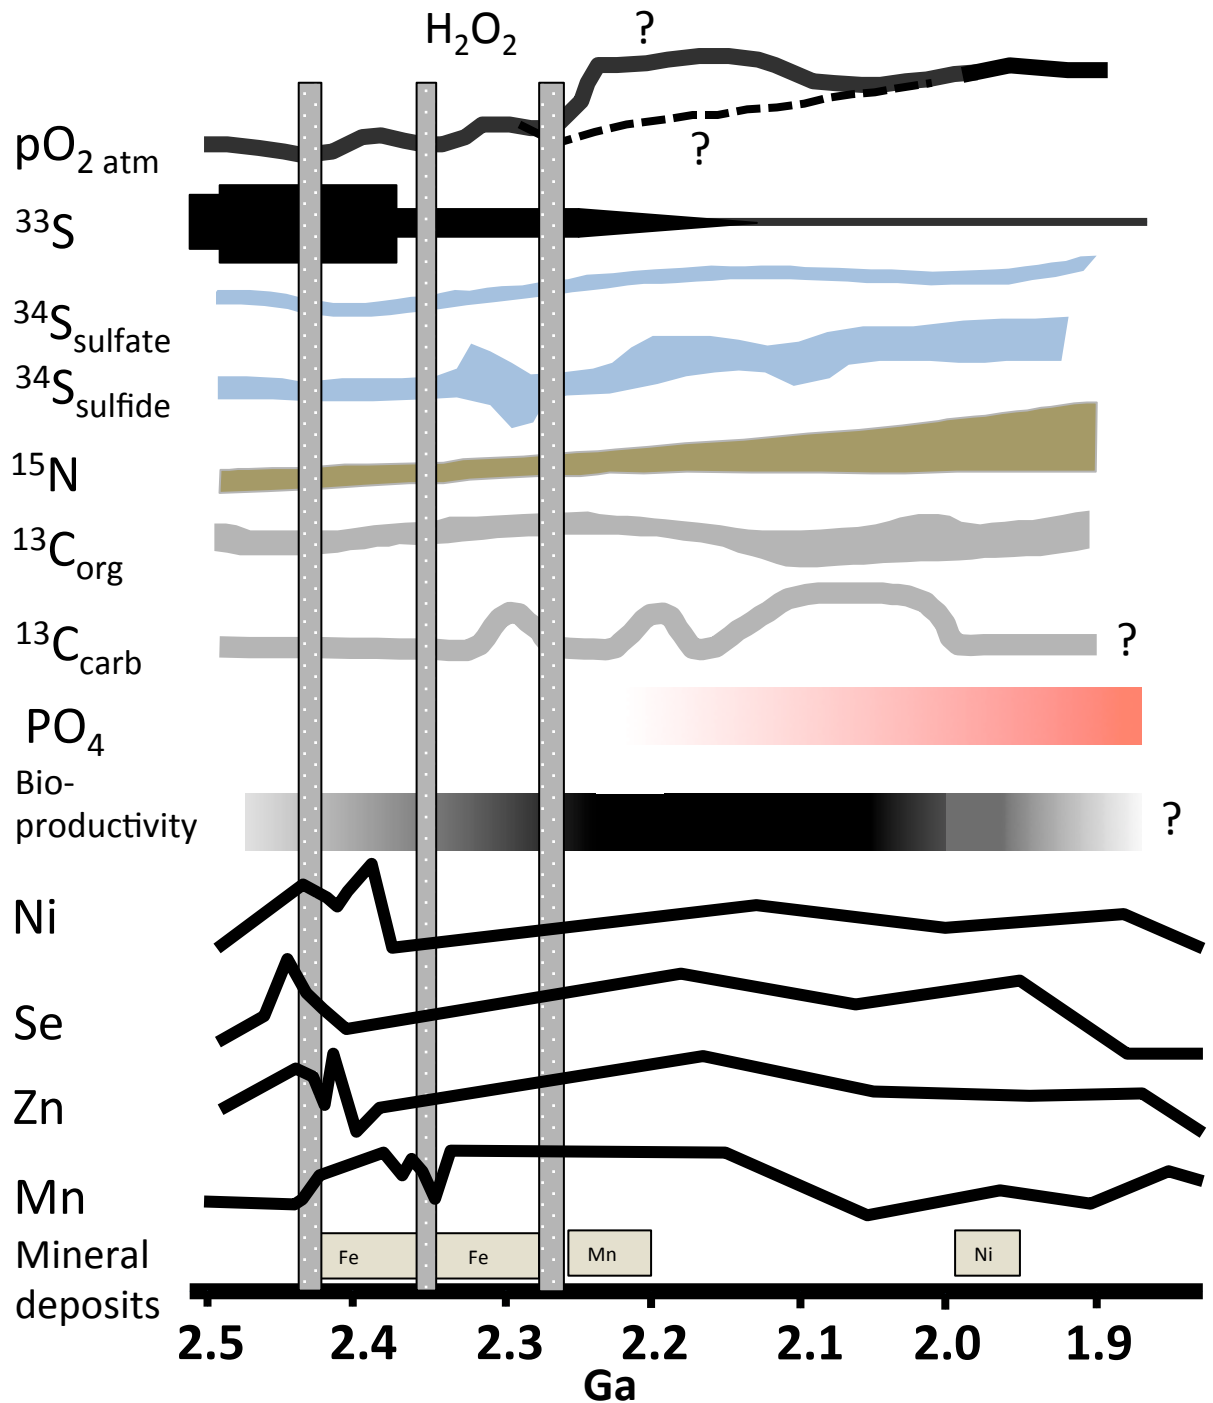 H₂O₂
?
pO₂ atm
?
³³S
³⁴Ssulfate
³⁴Ssulfide
¹⁵N
¹³Corg
¹³Ccarb
?
PO₄
Bio-
productivity
?
Ni
Se
Zn
Mn
Mineral
deposits
Fe
Fe
Mn
Ni
2.5
2.4
2.3
2.2
2.1
2.0
1.9
Ga